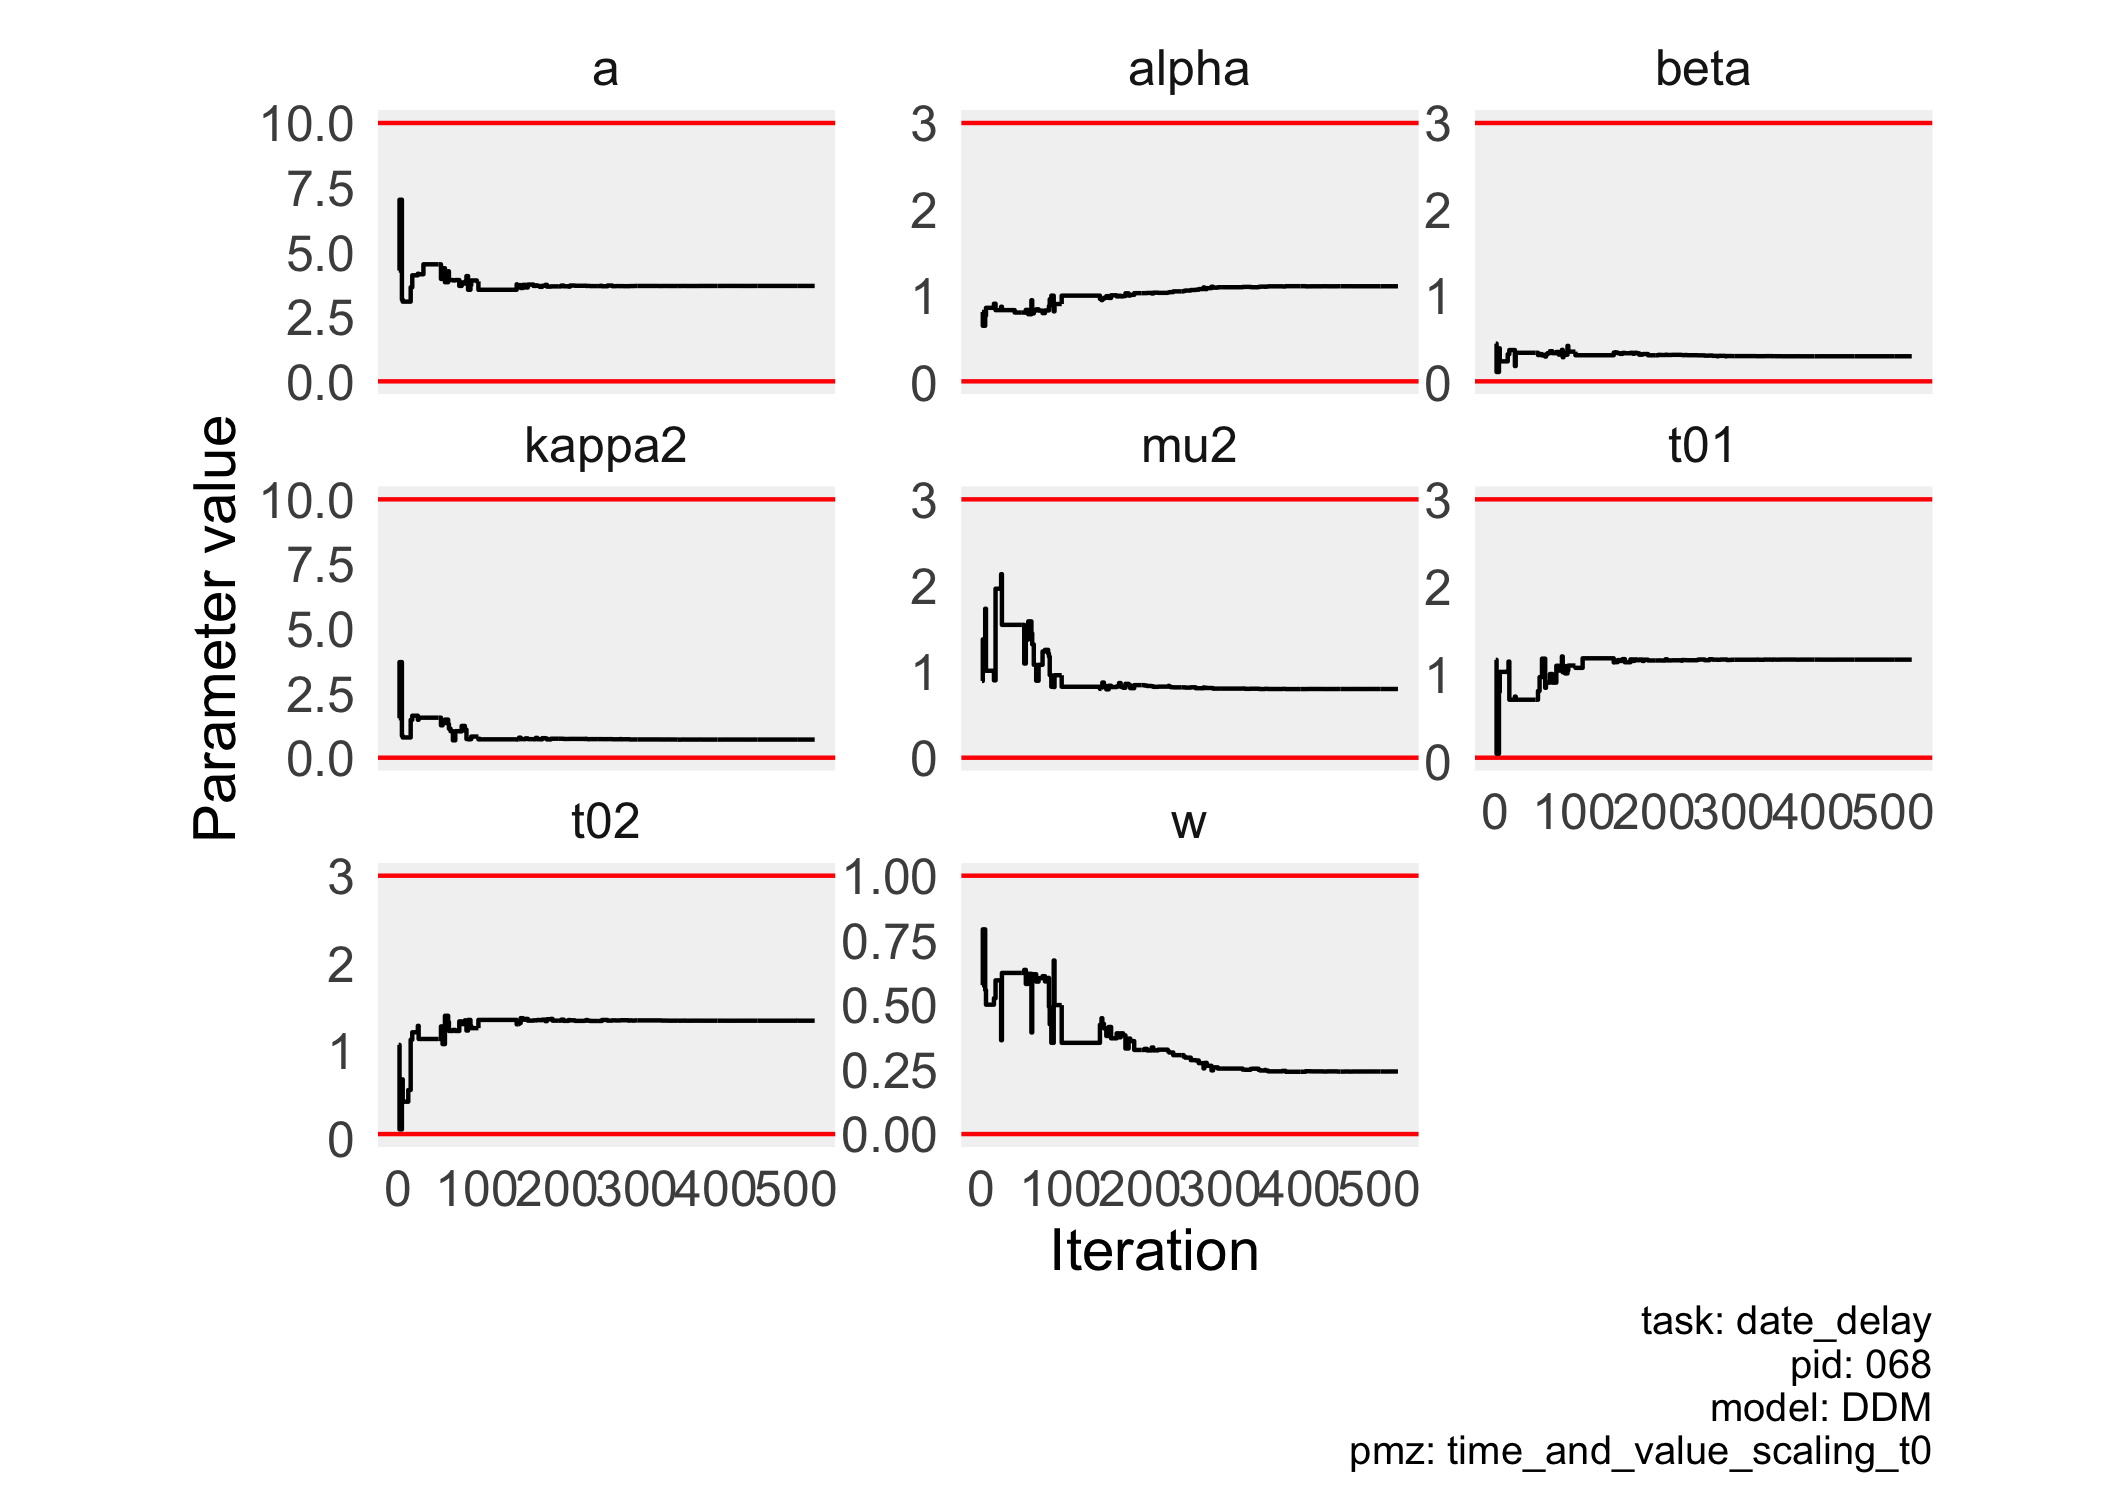 a
alpha
beta
10.0
7.5
5.0
2.5
0.0
3
2
1
0
3
2
1
0
kappa2
mu2
t01
10.0
7.5
5.0
2.5
0.0
3
2
1
0
3
2
1
0
0 100 200 300 400 500
t02
w
3
2
1
0
1.00
0.75
0.50
0.25
0.00
0 100 200 300 400 500
0 100 200 300 400 500
Parameter value
Iteration
task: date_delay
pid: 068
model: DDM
pmz: time_and_value_scaling_t0